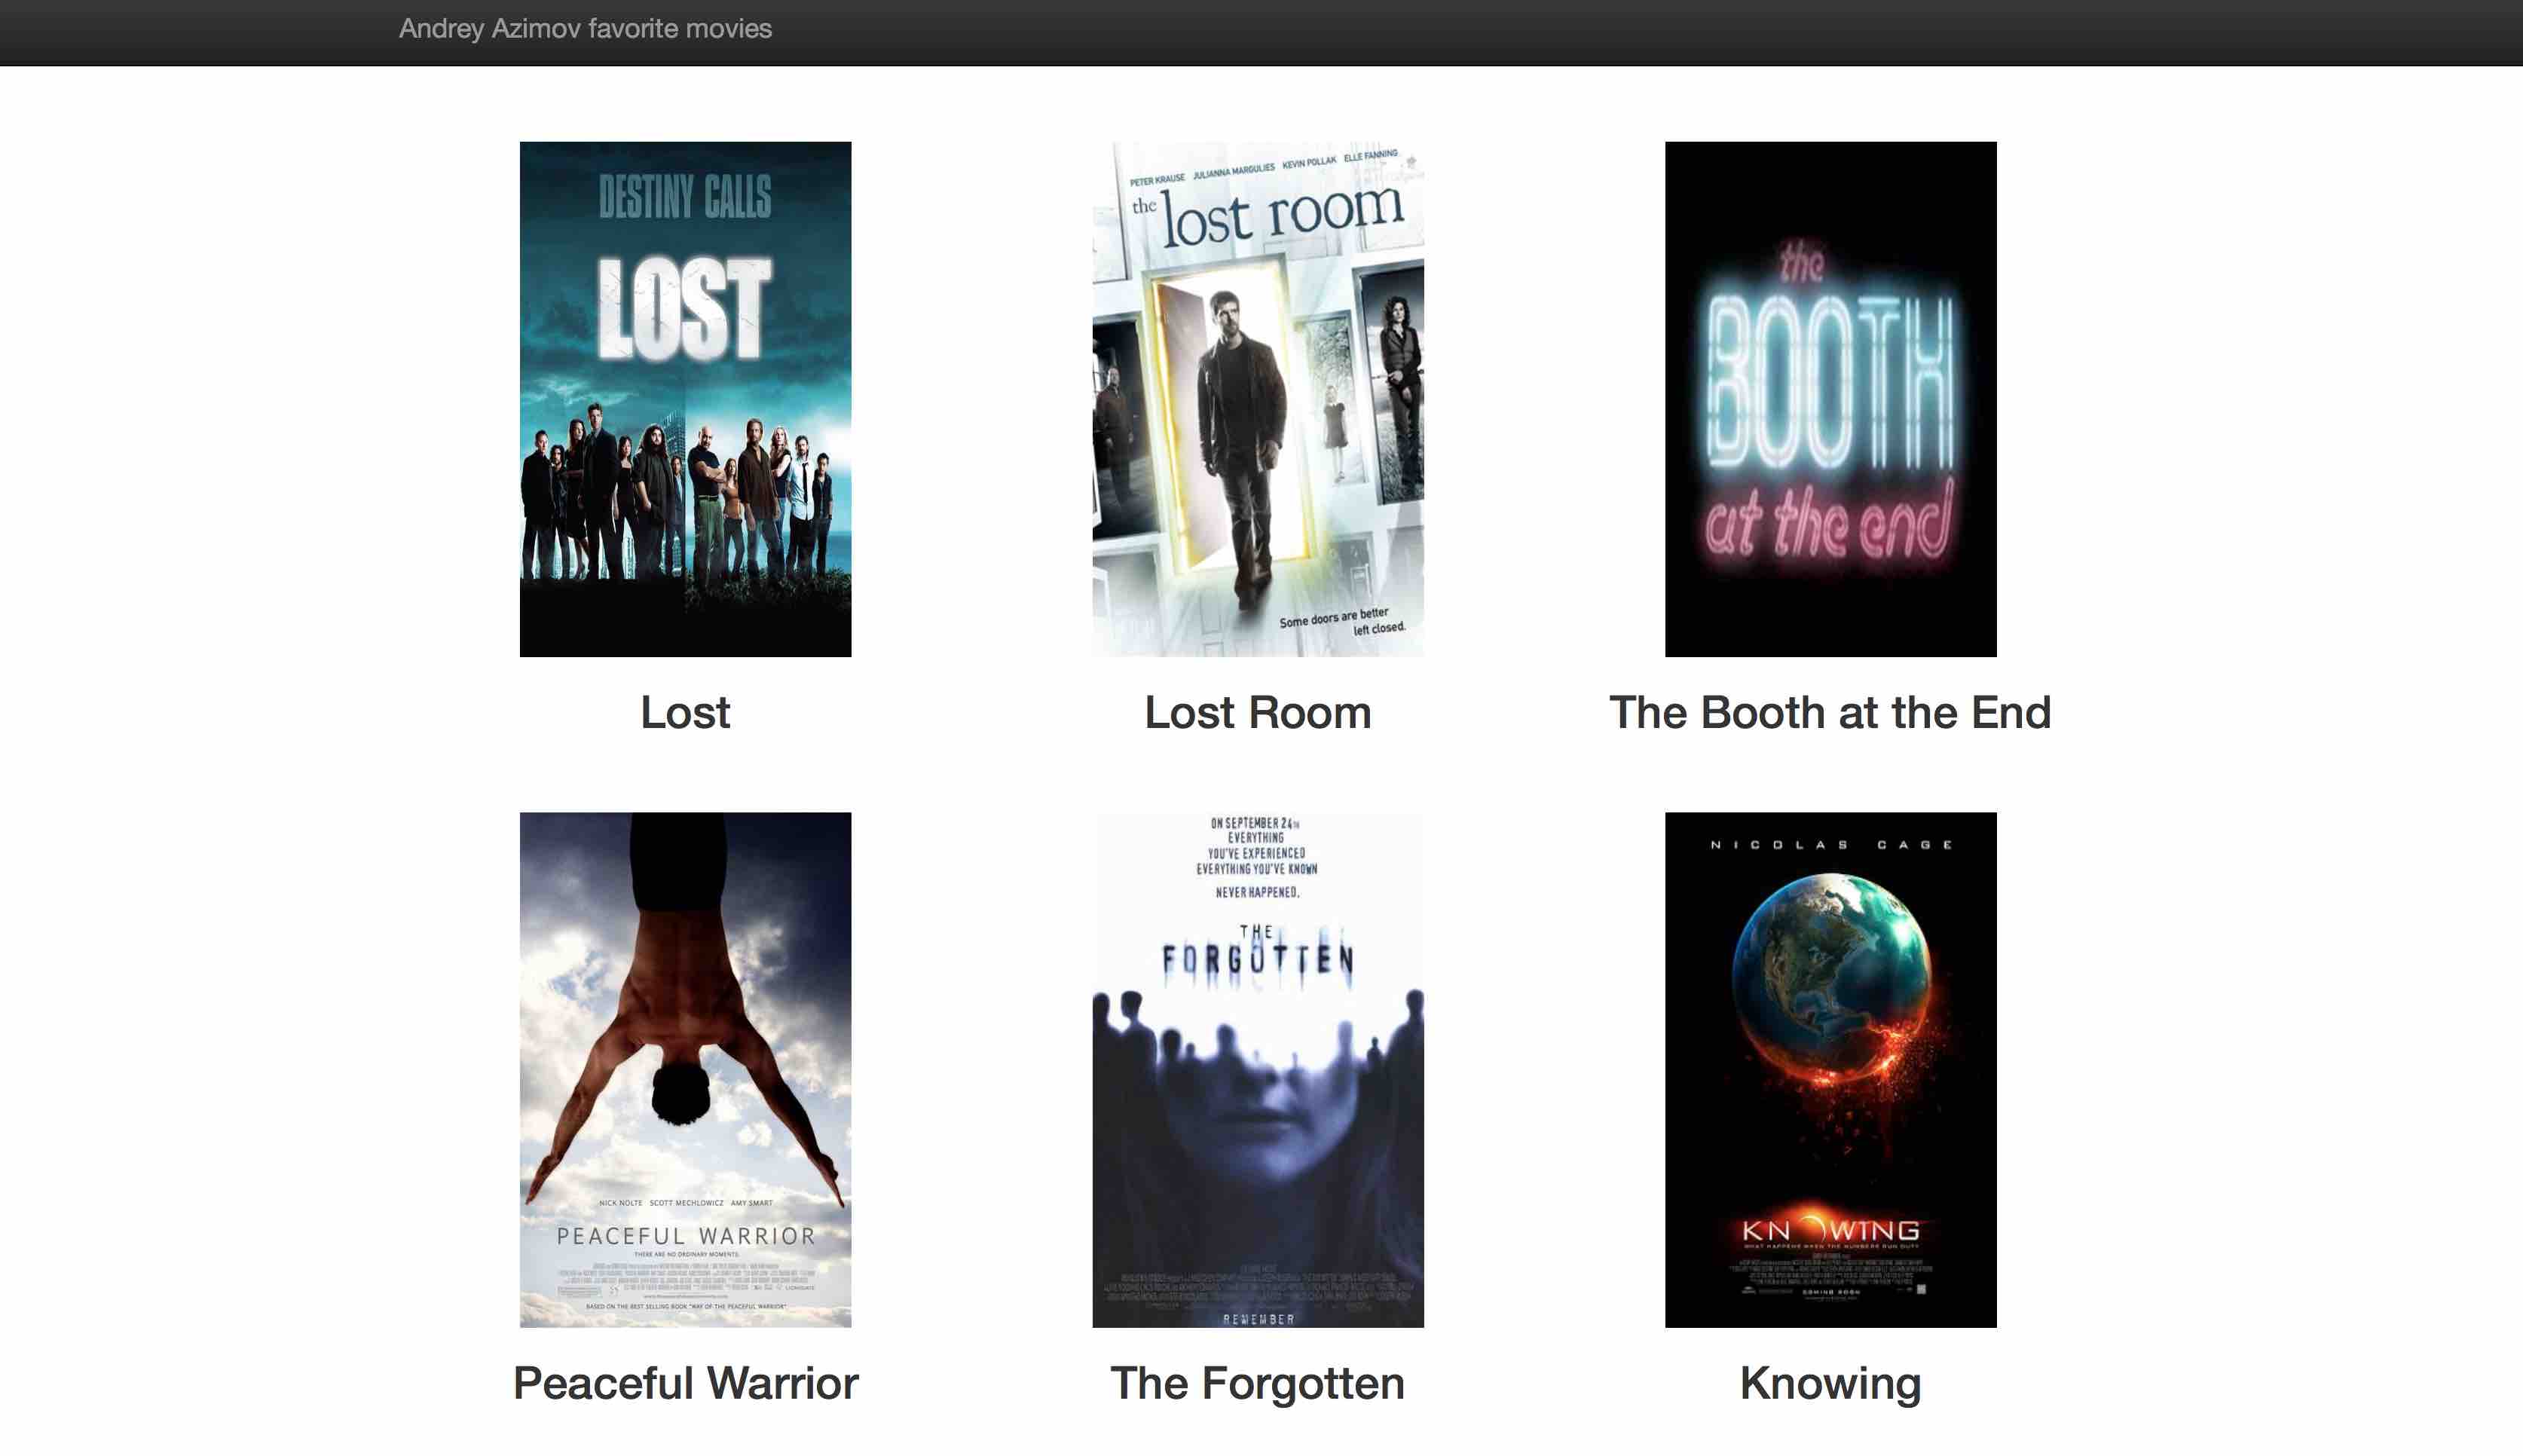 Andrey Azimov favorite movies
DESTINY CALLS
LOST
PETER KRAUSE JULIANNA MARGULIES KEVIN POLLAK ELLE FANNING
the lost room
Some doors are better
left closed.
the
BOOTH
at the end
Lost
Lost Room
The Booth at the End
NICK NOLTE SCOTT MECHLOWICZ AMY SMART
PEACEFUL WARRIOR
THERE ARE NO ORDINARY MOMENTS.
LIONSGATE
BASED ON THE BEST SELLING BOOK "WAY OF THE PEACEFUL WARRIOR"
ON SEPTEMBER 24TH
EVERYTHING
YOU'VE EXPERIENCED
EVERYTHING YOU'VE KNOWN
NEVER HAPPENED.
THE
FORGOTTEN
REMEMBER
NICOLAS CAGE
KNOWING
WHAT HAPPENS WHEN THE NUMBERS RUN OUT?
COMING SOON
Peaceful Warrior
The Forgotten
Knowing